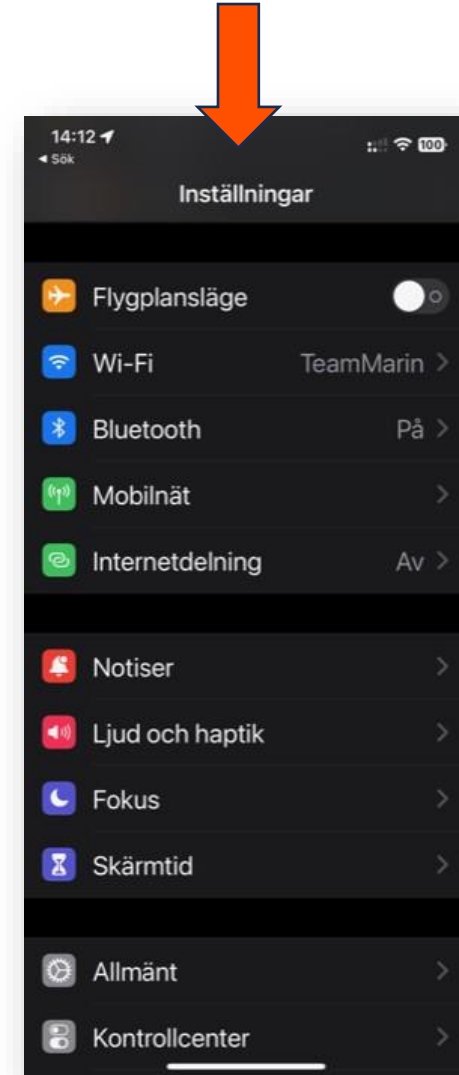 14:12
◀ Sök
100
Inställningar
Flygplansläge
Wi-Fi TeamMarin
Bluetooth På
Mobilnät
Internetdelning Av
Notiser
Ljud och haptik
Fokus
Skärmtid
Allmänt
Kontrollcenter